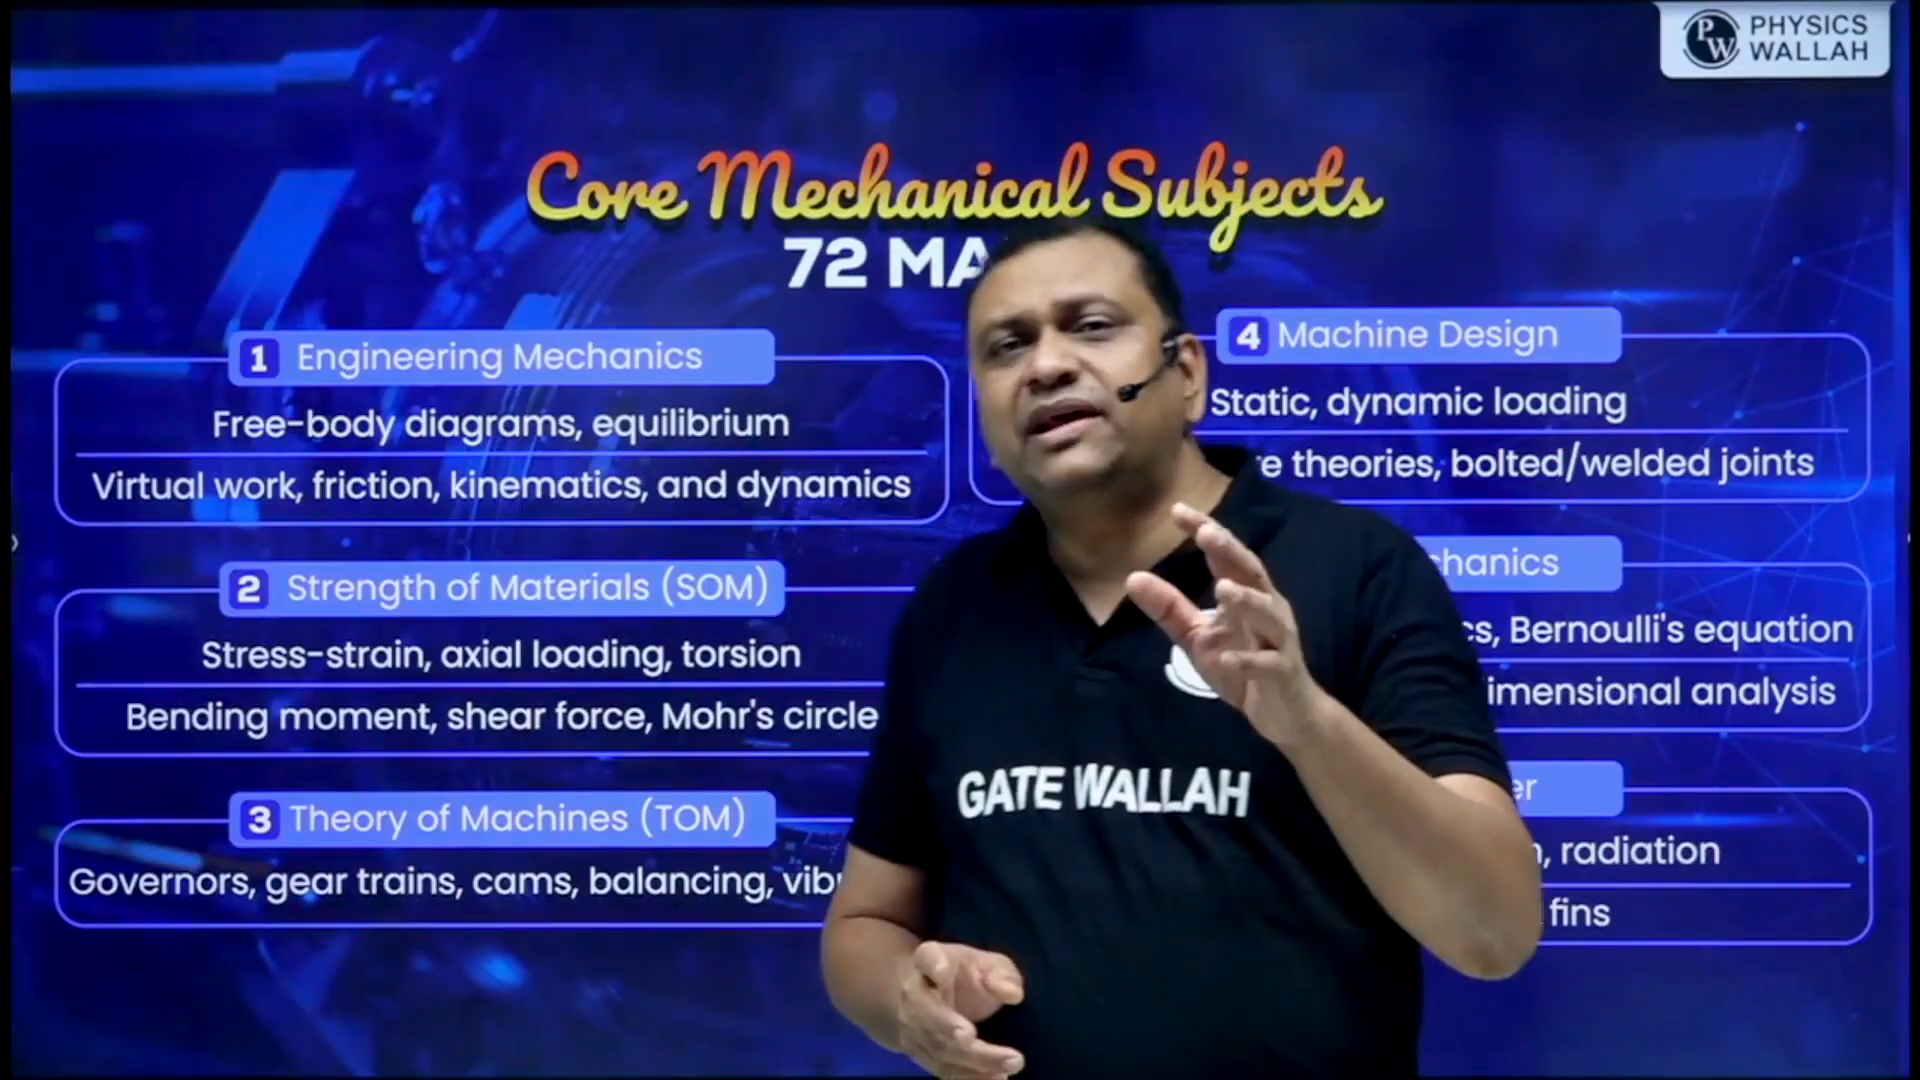 PW
PHYSICS
WALLAH
Core Mechanical Subjects
72
1 Engineering Mechanics
Free-body diagrams, equilibrium
Virtual work, friction, kinematics, and dynamics
2 Strength of Materials (SOM)
Stress-strain, axial loading, torsion
Bending moment, shear force, Mohr's circle
3 Theory of Machines (TOM)
Governors, gear trains, cams, balancing,
4 Machine Design
Static, dynamic loading
theories, bolted/welded joints
Bernoulli's equation
analysis
radiation
fins
GATE WALLAH